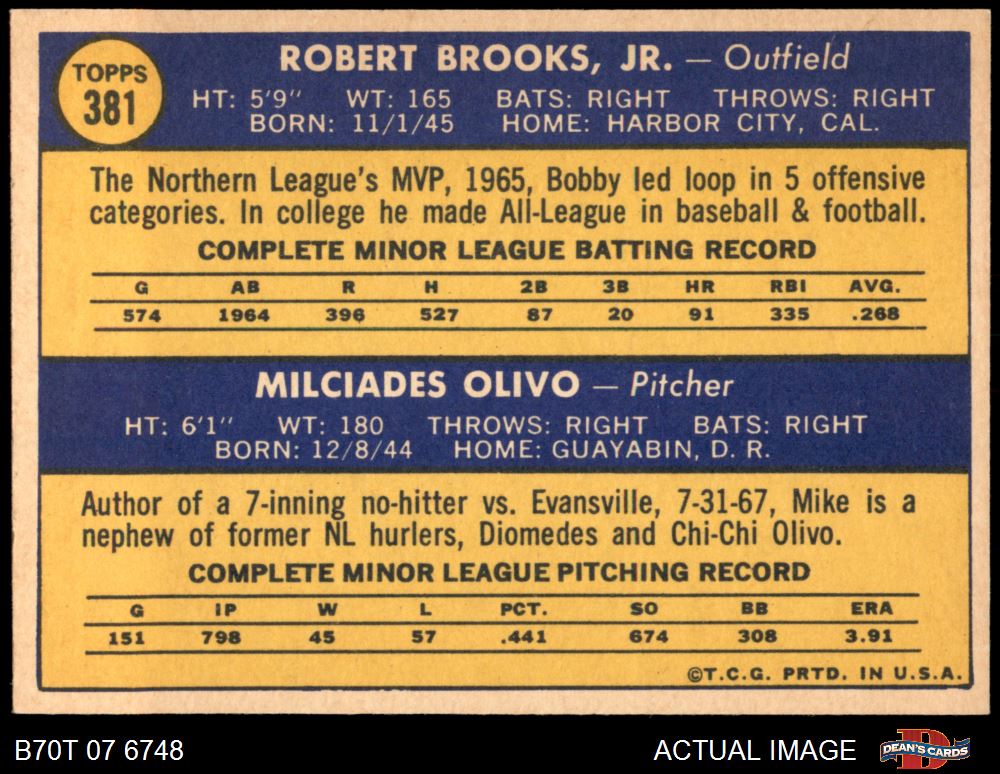 TOPPS
381
ROBERT BROOKS, JR. — Outfield
HT: 5'9" WT: 165 BATS: RIGHT THROWS: RIGHT
BORN: 11/1/45 HOME: HARBOR CITY, CAL.
The Northern League's MVP, 1965, Bobby led loop in 5 offensive
categories. In college he made All-League in baseball & football.
COMPLETE MINOR LEAGUE BATTING RECORD
G AB R H 2B 3B HR RBI AVG.
574 1964 396 527 87 20 91 335 .268
MILCIADES OLIVO — Pitcher
HT: 6'1" WT: 180 THROWS: RIGHT BATS: RIGHT
BORN: 12/8/44 HOME: GUAYABIN, D. R.
Author of a 7-inning no-hitter vs. Evansville, 7-31-67, Mike is a
nephew of former NL hurlers, Diomedes and Chi-Chi Olivo.
COMPLETE MINOR LEAGUE PITCHING RECORD
G IP W L PCT. SO BB ERA
151 798 45 57 .441 674 308 3.91
©T.C.G. PRTD. IN U.S.A.
B70T 07 6748 ACTUAL IMAGE DEAN'S CARDS